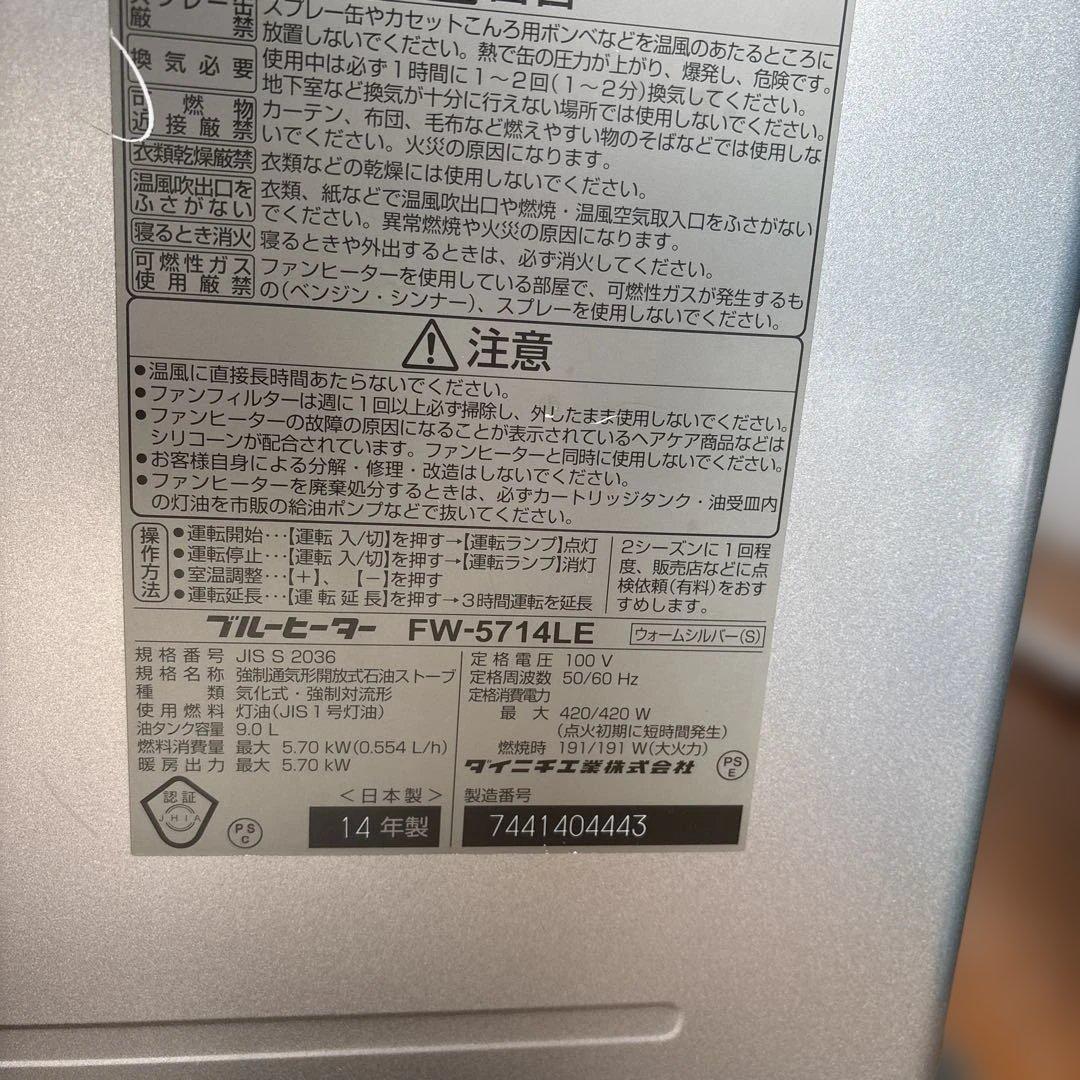 スプレー缶
厳禁
スプレー缶やカセットこんろ用ボンベなどを温風のあたるところに
放置しないでください。熱で缶の圧力が上がり、爆発し、危険です。
換気必要
使用中は必ず1時間に1〜2回(1〜2分)換気してください。
地下室など換気が十分に行えない場所では使用しないでください。
可燃物
近接厳禁
カーテン、布団、毛布など燃えやすい物のそばなどでは使用しな
いでください。火災の原因になります。
衣類乾燥厳禁
衣類などの乾燥には使用しないでください。
温風吹出口を
ふさがない
衣類、紙などで温風吹出口や燃焼・温風空気取入口をふさがない
でください。異常燃焼や火災の原因になります。
寝るとき消火
寝るときや外出するときは、必ず消火してください。
可燃性ガス
使用厳禁
ファンヒーターを使用している部屋で、可燃性ガスが発生するも
の(ベンジン・シンナー)、スプレーを使用しないでください。
注意
●温風に直接長時間あたらないでください。
●ファンフィルターは週に1回以上必ず掃除し、外したまま使用しないでください。
●ファンヒーターの故障の原因になることが表示されているヘアケア商品などは
シリコーンが配合されています。ファンヒーターと同時に使用しないでください。
●お客様自身による分解・修理・改造はしないでください。
●ファンヒーターを廃棄処分するときは、必ずカートリッジタンク・油受皿内
の灯油を市販の給油ポンプなどで抜いてください。
操作方法
●運転開始…【運転 入/切】を押す→【運転ランプ】点灯
●運転停止…【運転 入/切】を押す→【運転ランプ】消灯
●室温調整…【+】、【−】を押す
●運転延長…【運転延長】を押す→3時間運転を延長
2シーズンに1回程
度、販売店などに点
検依頼(有料)をおす
すめします。
ブルーヒーター FW-5714LE ウォームシルバー(S)
規格番号 JIS S 2036
規格名称 強制通気形開放式石油ストーブ
種類 気化式・強制対流形
使用燃料 灯油(JIS1号灯油)
油タンク容量 9.0 L
燃料消費量 最大 5.70 kW(0.554 L/h)
暖房出力 最大 5.70 kW
定格電圧 100 V
定格周波数 50/60 Hz
定格消費電力
最大 420/420 W
(点火初期に短時間発生)
燃焼時 191/191 W(大火力)
ダイニチ工業株式会社
PS
E
認証
JHIA
PS
C
<日本製>
14 年製
製造番号
7441404443